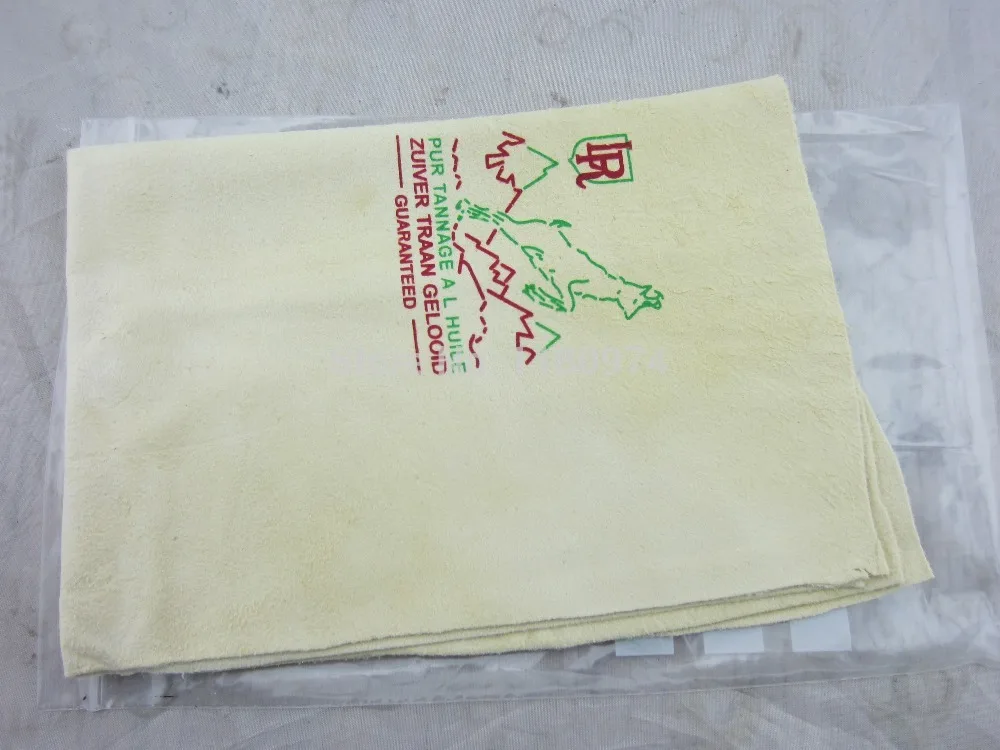 LR
PUR TANNAGE A L HUILE
ZUIVER TRAAN GELOOID
GUARANTEED